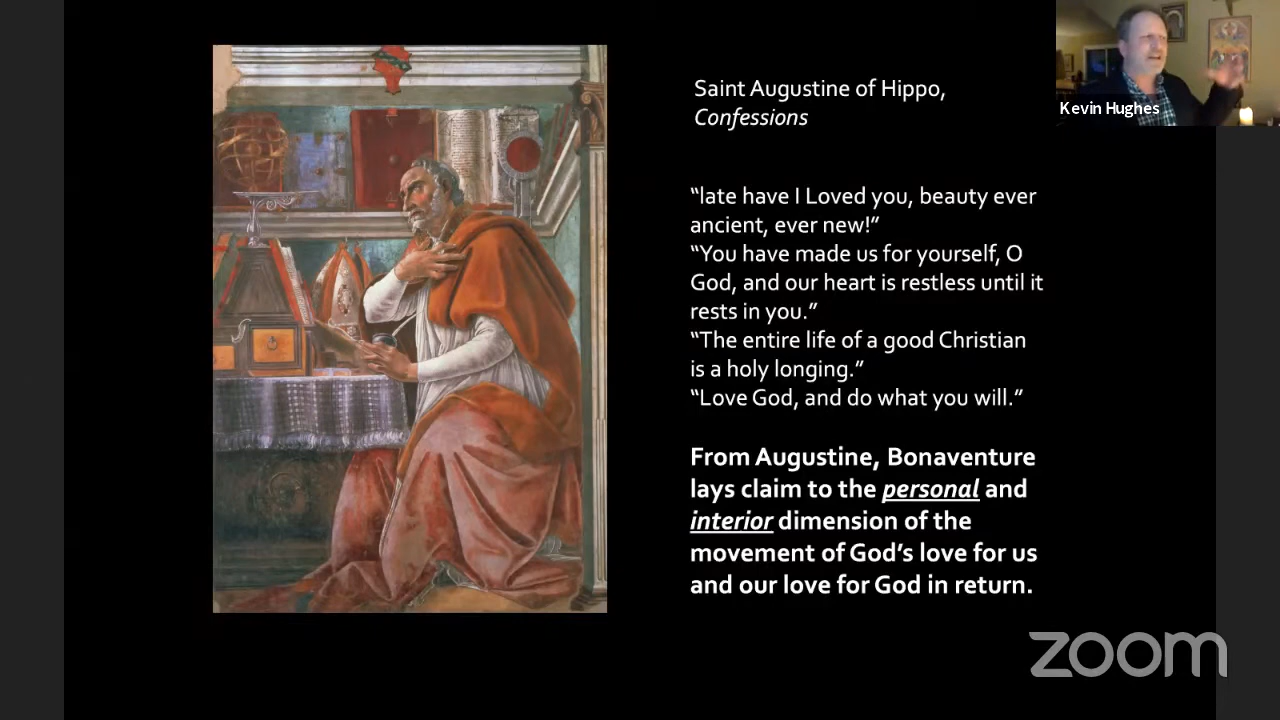 Saint Augustine of Hippo,
Confessions
“late have I Loved you, beauty ever
ancient, ever new!”
“You have made us for yourself, O
God, and our heart is restless until it
rests in you.”
“The entire life of a good Christian
is a holy longing.”
“Love God, and do what you will.”
From Augustine, Bonaventure
lays claim to the personal and
interior dimension of the
movement of God’s love for us
and our love for God in return.
Kevin Hughes
zoom